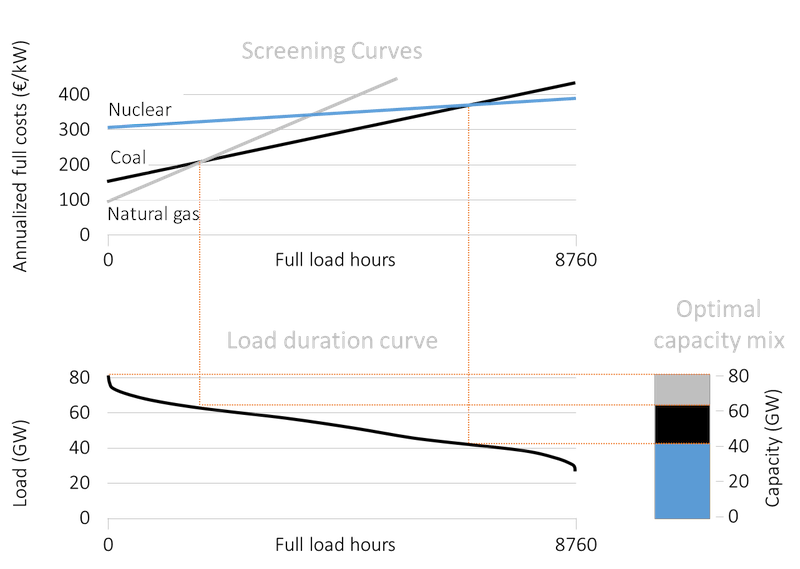 Screening Curves
Annualized full costs (€/kW)
400
300
200
100
0
Nuclear
Coal
Natural gas
0
Full load hours
8760
Load duration curve
Load (GW)
80
60
40
20
0
0
Full load hours
8760
Optimal
capacity mix
80
60
40
20
0
Capacity (GW)